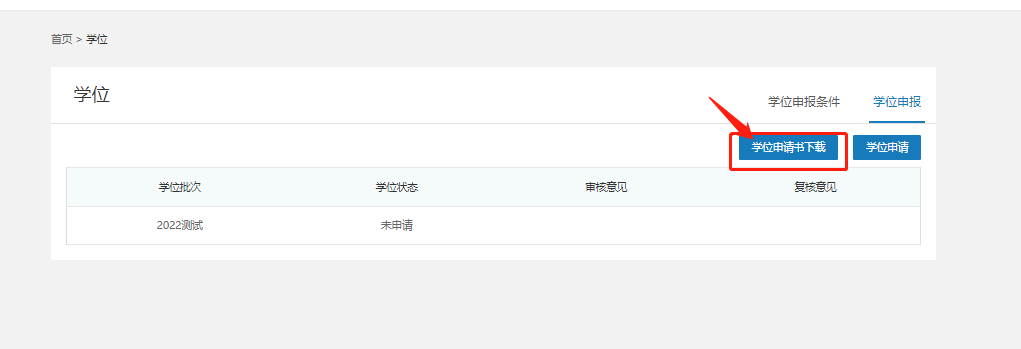 首页 > 学位
学位
学位申报条件 学位申报
学位申请书下载 学位申请
学位批次 学位状态 审核意见 复核意见
2022测试 未申请